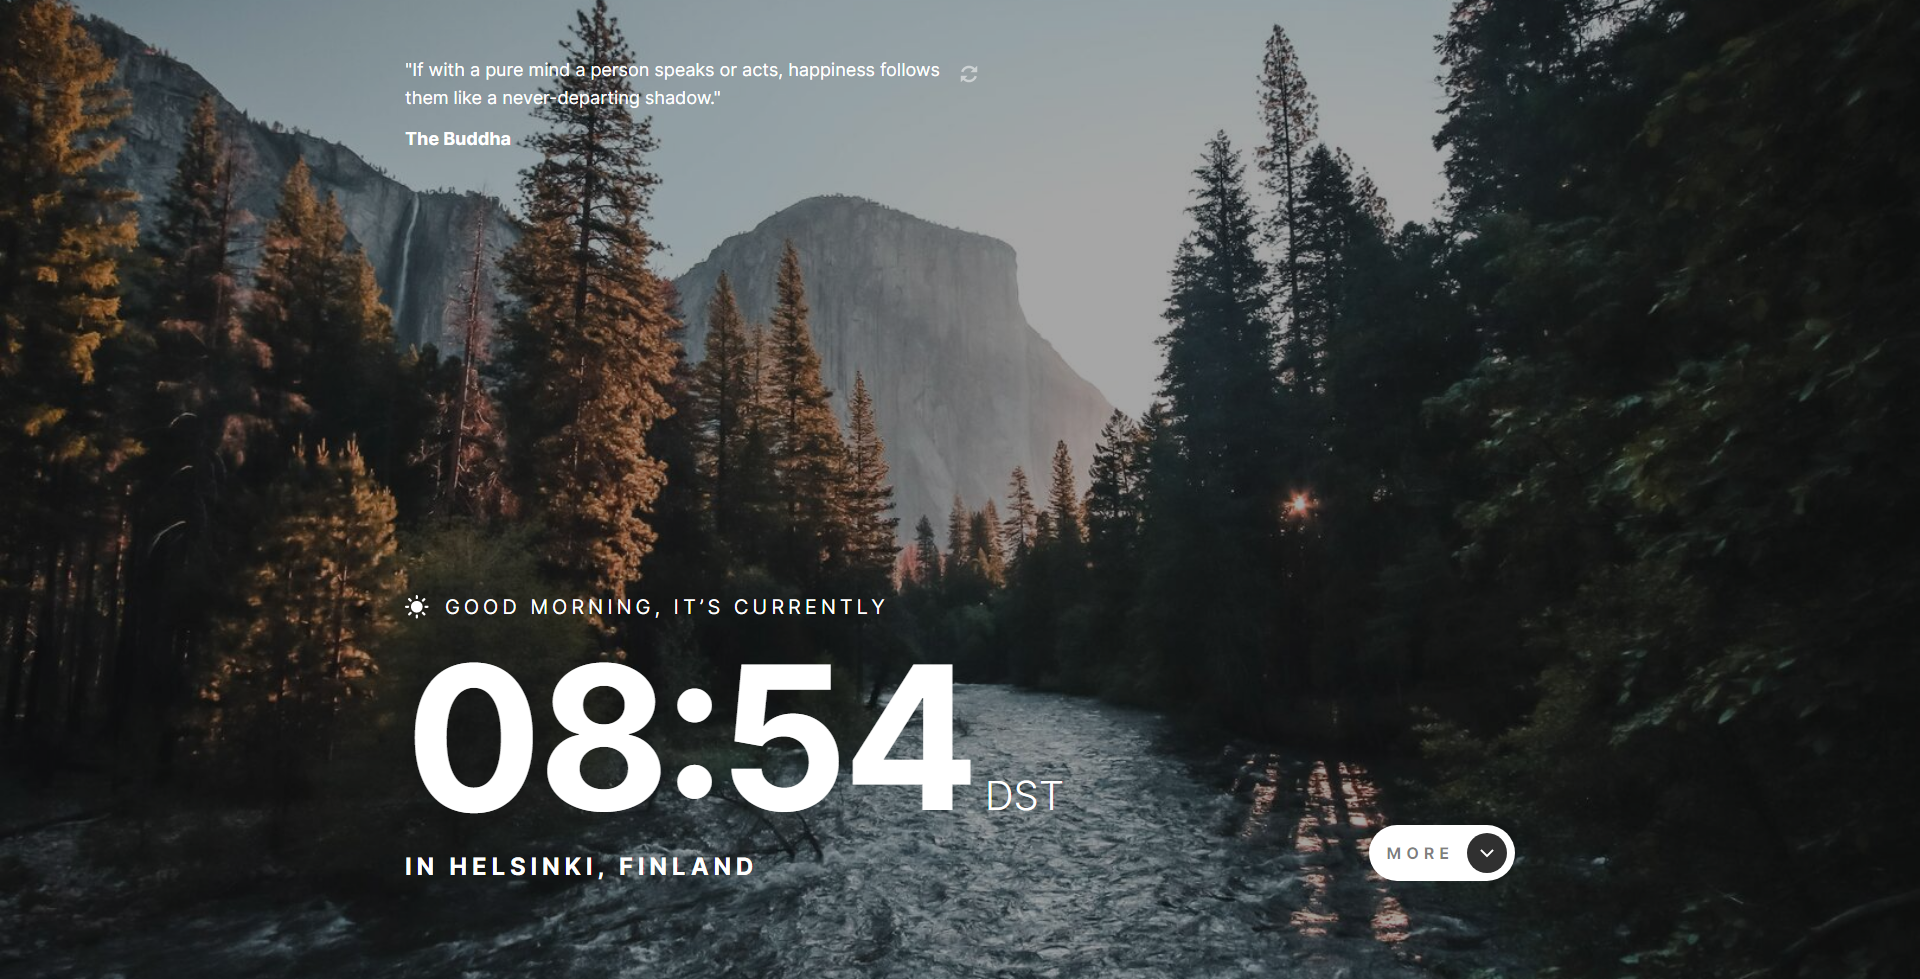 "If with a pure mind a person speaks or acts, happiness follows
them like a never-departing shadow."
The Buddha
GOOD MORNING, IT’S CURRENTLY
08:54 DST
IN HELSINKI, FINLAND
MORE